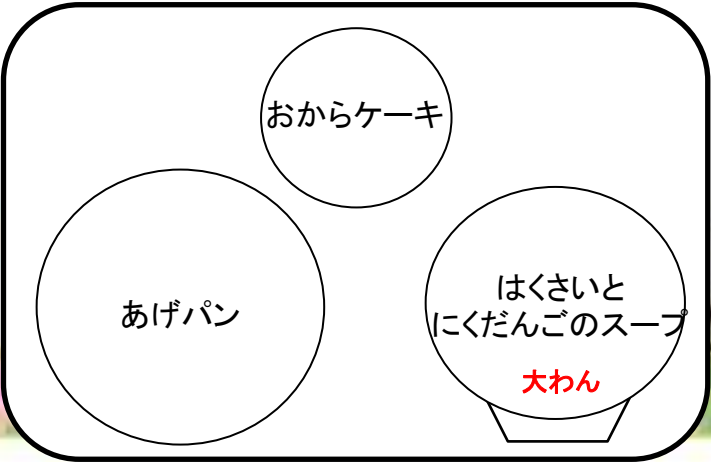 おからケーキ
あげパン
はくさいと
にくだんごのスープ
大わん